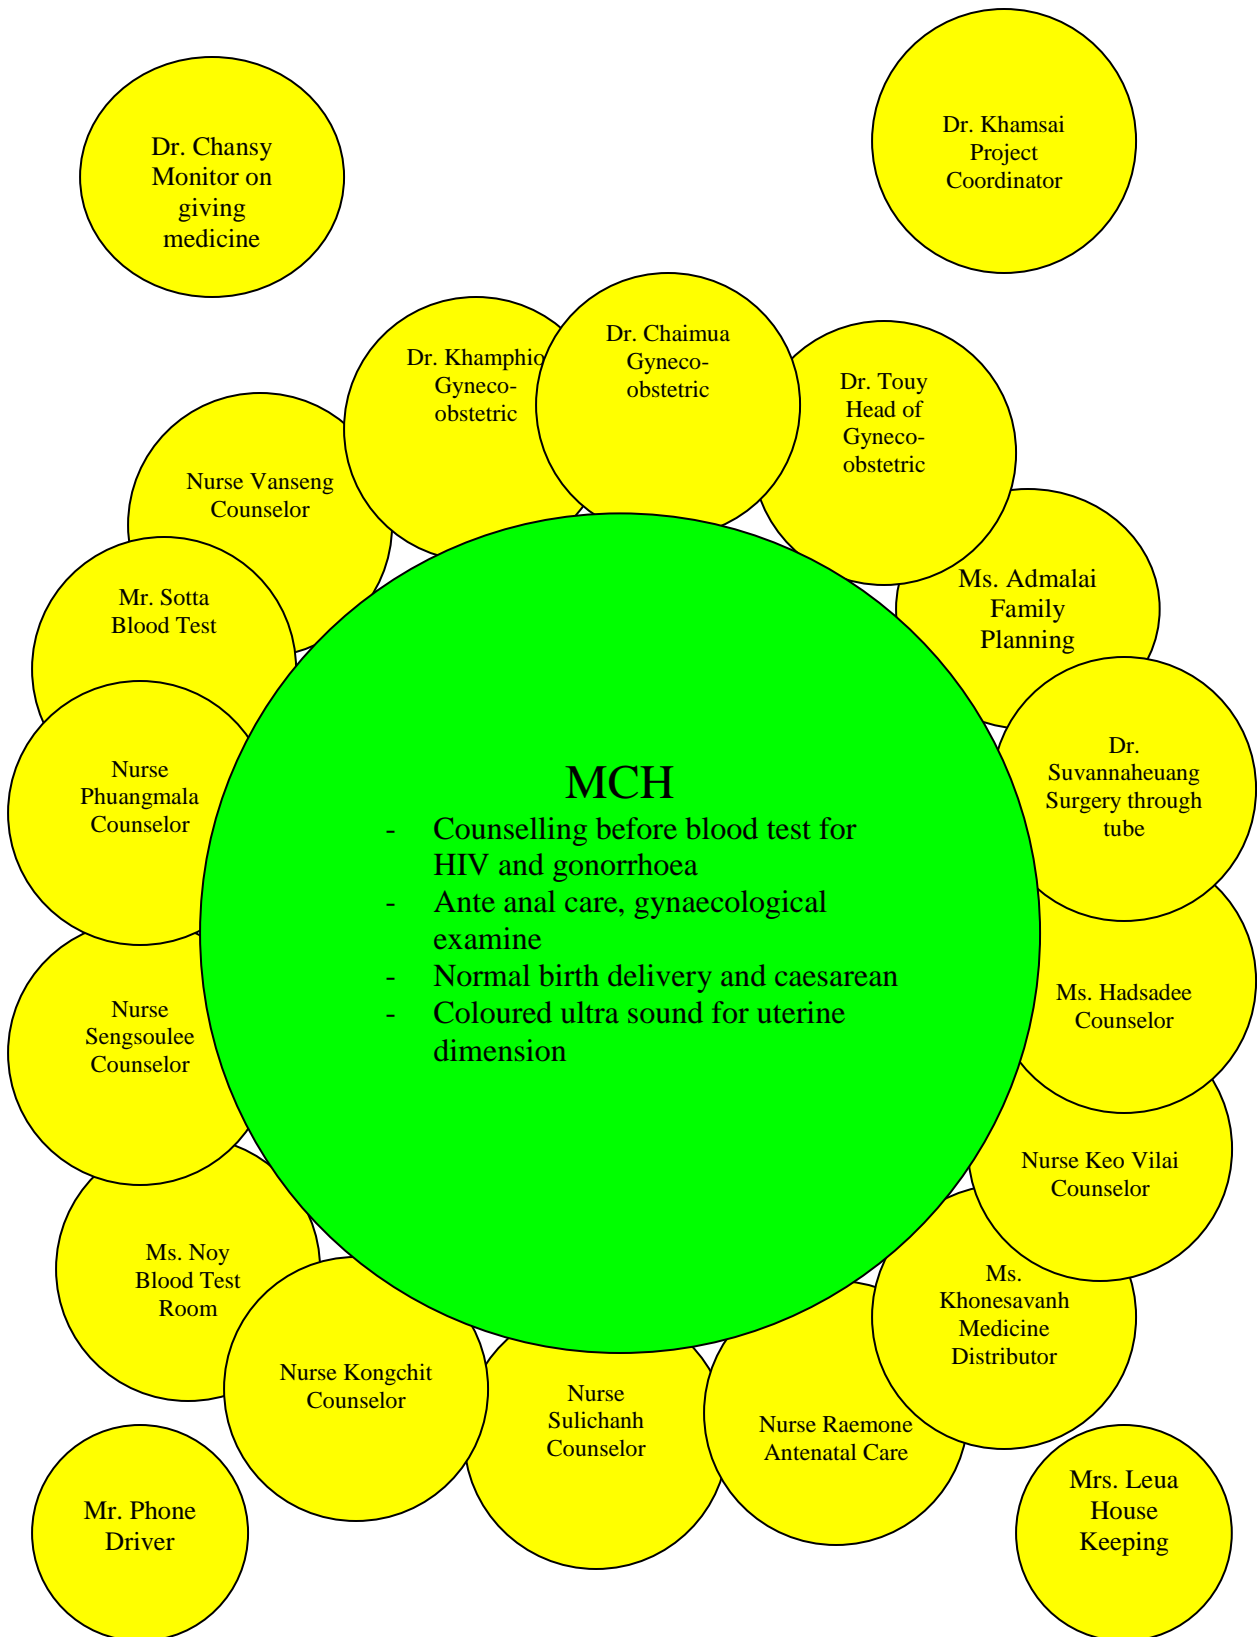 Dr. Chansy
Monitor on
giving
medicine
Dr. Khamsai
Project
Coordinator
Dr. Khamphio
Gyneco-
obstetric
Dr. Chaimua
Gyneco-
obstetric
Dr. Touy
Head of
Gyneco-
obstetric
Nurse Vanseng
Counselor
Ms. Admalai
Family
Planning
Mr. Sotta
Blood Test
Dr.
Suvannaheuang
Surgery through
tube
Nurse
Phuangmala
Counselor
MCH
- Counselling before blood test for
HIV and gonorrhoea
- Ante anal care, gynaecological
examine
- Normal birth delivery and caesarean
- Coloured ultra sound for uterine
dimension
Ms. Hadsadee
Counselor
Nurse
Sengsoulee
Counselor
Nurse Keo Vilai
Counselor
Ms. Noy
Blood Test
Room
Ms.
Khonesavanh
Medicine
Distributor
Nurse Kongchit
Counselor
Nurse
Sulichanh
Counselor
Nurse Raemone
Antenatal Care
Mr. Phone
Driver
Mrs. Leua
House
Keeping